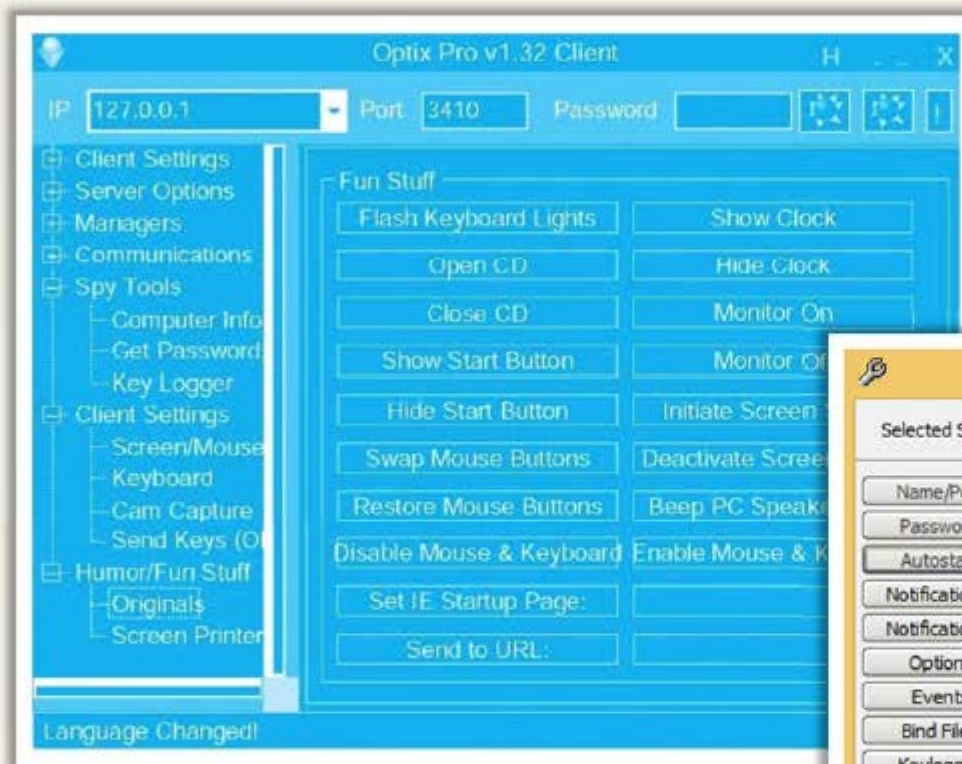 Optix Pro v1.32 Client H _ _ X
IP 127.0.0.1 Port 3410 Password !
Client Settings
Server Options
Managers
Communications
Spy Tools
Computer Info
Get Password
Key Logger
Client Settings
Screen/Mouse
Keyboard
Cam Capture
Send Keys (Ol
Humor/Fun Stuff
Originals
Screen Printer
Fun Stuff
Flash Keyboard Lights Show Clock
Open CD Hide Clock
Close CD Monitor On
Show Start Button Monitor Of
Hide Start Button Initiate Screen
Swap Mouse Buttons Deactivate Scree
Restore Mouse Buttons Beep PC Speak
Disable Mouse & Keyboard Enable Mouse & K
Set IE Startup Page:
Send to URL:
Language Changed!
Selected S
Name/P
Passwo
Autosta
Notificatio
Notificatio
Option
Event
Bind File
Keylog